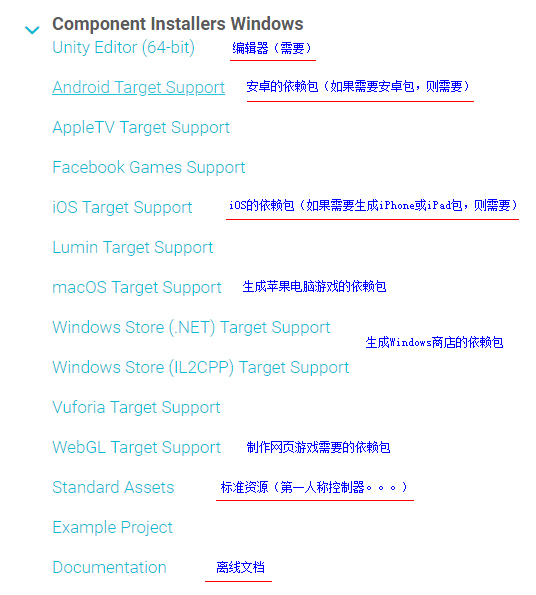 Component Installers Windows
Unity Editor (64-bit) 编辑器（需要）
Android Target Support 安卓的依赖包（如果需要安卓包，则需要）
AppleTV Target Support
Facebook Games Support
iOS Target Support iOS的依赖包（如果需要生成iPhone或iPad包，则需要）
Lumin Target Support
macOS Target Support 生成苹果电脑游戏的依赖包
Windows Store (.NET) Target Support
生成Windows商店的依赖包
Windows Store (IL2CPP) Target Support
Vuforia Target Support
WebGL Target Support 制作网页游戏需要的依赖包
Standard Assets 标准资源（第一人称控制器。。。）
Example Project
Documentation 离线文档